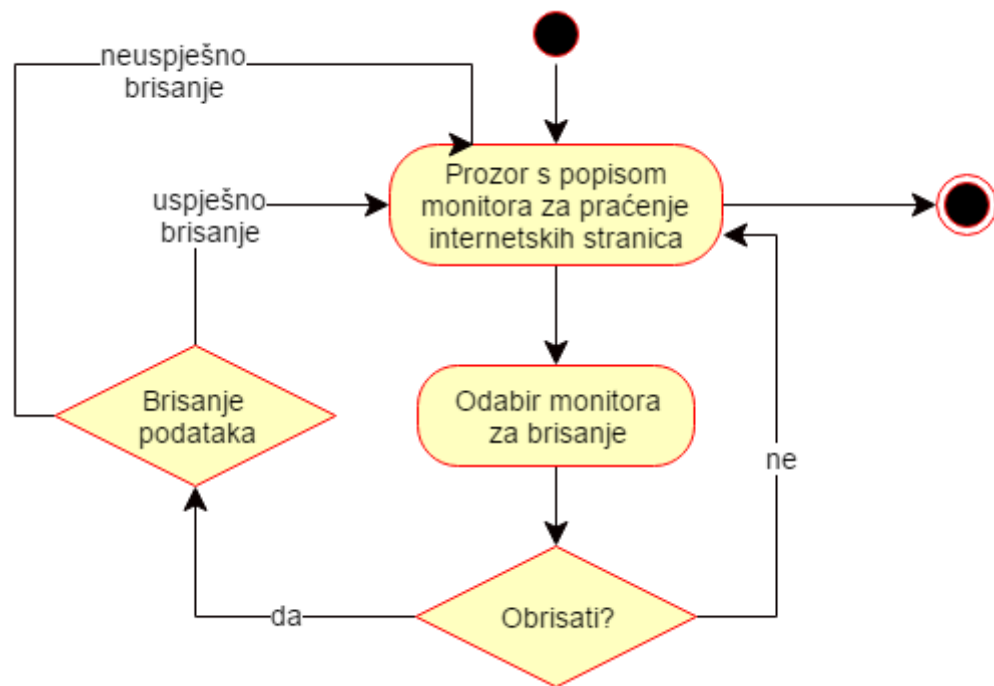 neuspješno
brisanje
Prozor s popisom
monitora za praćenje
internetskih stranica
uspješno
brisanje
Brisanje
podataka
Odabir monitora
za brisanje
ne
da
Obrisati?